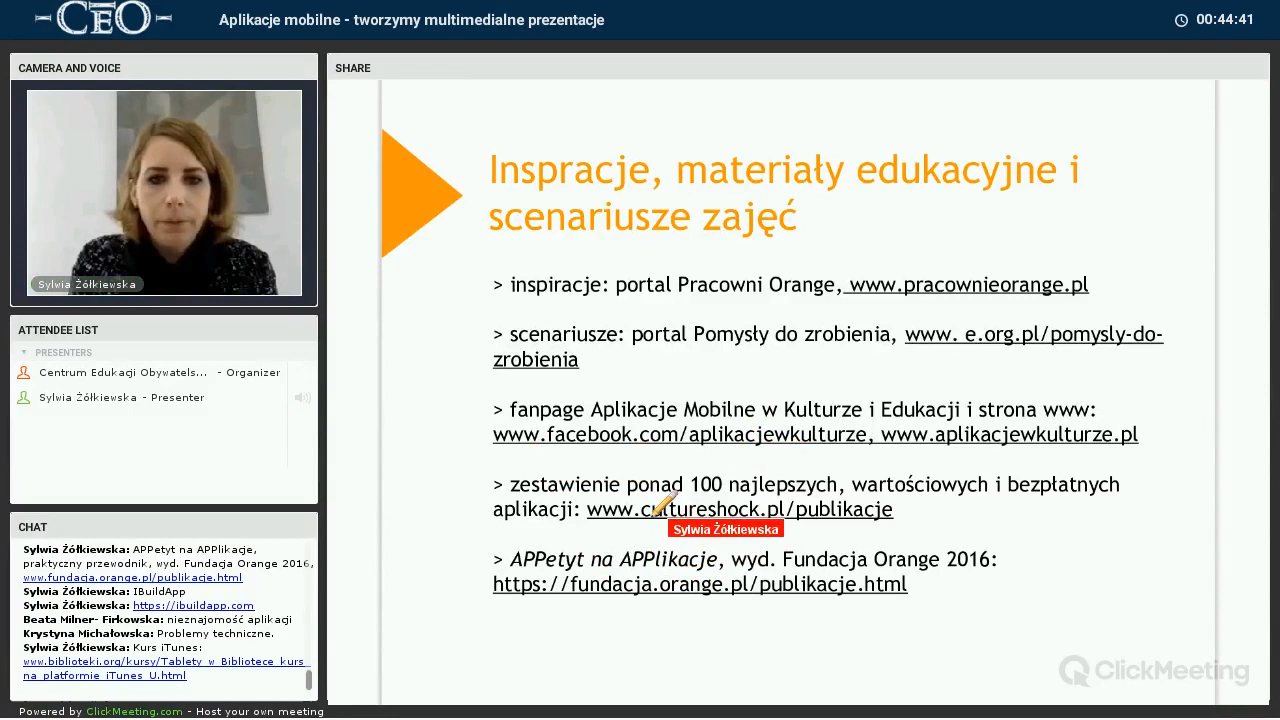 CEO
Aplikacje mobilne - tworzymy multimedialne prezentacje
00:44:41
CAMERA AND VOICE
Sylwia Żółkiewska
ATTENDEE LIST
PRESENTERS
Centrum Edukacji Obywatels... - Organizer
Sylwia Żółkiewska - Presenter
CHAT
Sylwia Żółkiewska: APPetyt na APPlikacje,
praktyczny przewodnik, wyd. Fundacja Orange 2016,
www.fundacja.orange.pl/publikacje.html
Sylwia Żółkiewska: IBuildApp
Sylwia Żółkiewska: https://ibuildapp.com
Beata Milner- Firkowska: nieznajomość aplikacji
Krystyna Michałowska: Problemy techniczne.
Sylwia Żółkiewska: Kurs iTunes:
www.biblioteki.org/kursy/Tablety_w_Bibliotece_kurs_
na_platformie_iTunes_U.html
Powered by ClickMeeting.com - Host your own meeting
SHARE
Inspracje, materiały edukacyjne i
scenariusze zajęć
> inspiracje: portal Pracowni Orange, www.pracownieorange.pl
> scenariusze: portal Pomysły do zrobienia, www. e.org.pl/pomysly-do-
zrobienia
> fanpage Aplikacje Mobilne w Kulturze i Edukacji i strona www:
www.facebook.com/aplikacjewkulturze, www.aplikacjewkulturze.pl
> zestawienie ponad 100 najlepszych, wartościowych i bezpłatnych
aplikacji: www.cultureshock.pl/publikacje
Sylwia Żółkiewska
> APPetyt na APPlikacje, wyd. Fundacja Orange 2016:
https://fundacja.orange.pl/publikacje.html
ClickMeeting